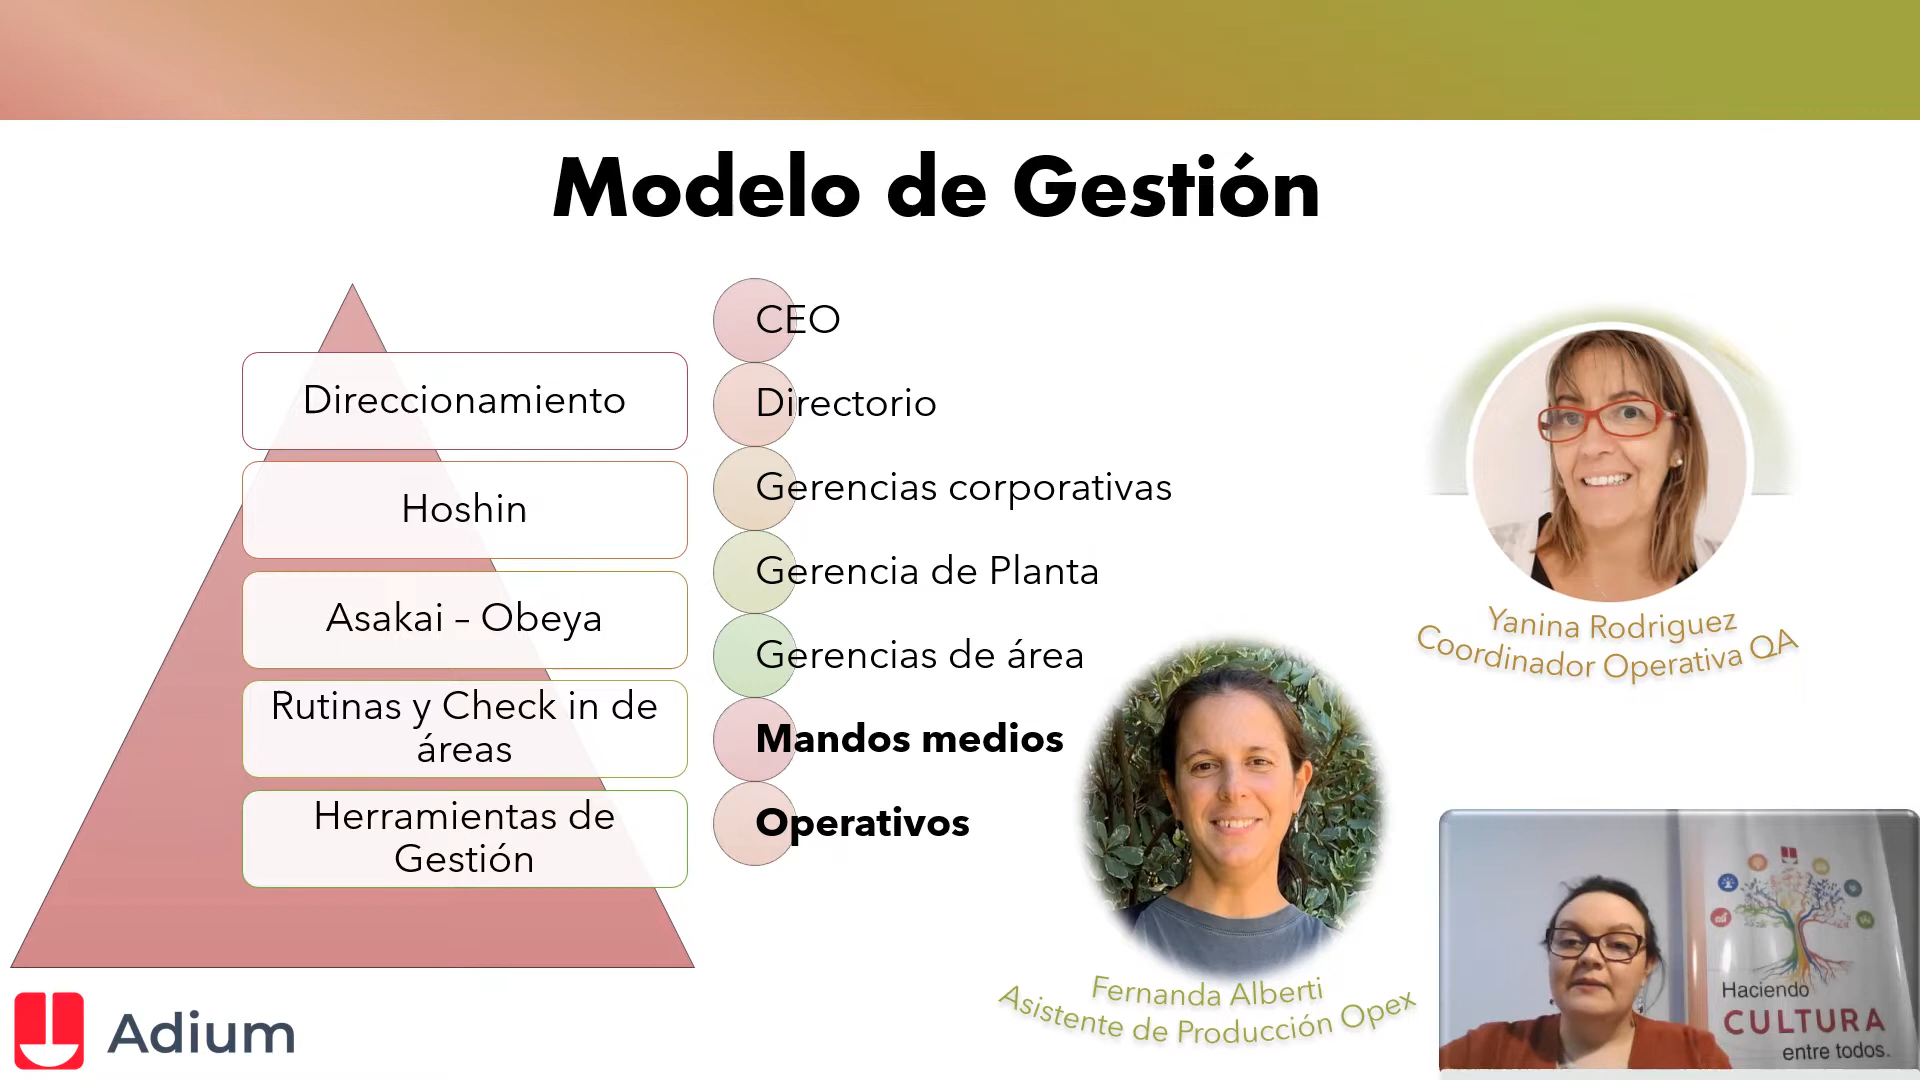 Modelo de Gestión
Direccionamiento
Hoshin
Asakai – Obeya
Rutinas y Check in de
áreas
Herramientas de
Gestión
CEO
Directorio
Gerencias corporativas
Gerencia de Planta
Gerencias de área
Mandos medios
Operativos
Yanina Rodriguez
Coordinador Operativa QA
Fernanda Alberti
Asistente de Producción Opex
Adium
Haciendo
CULTURA
entre todos.